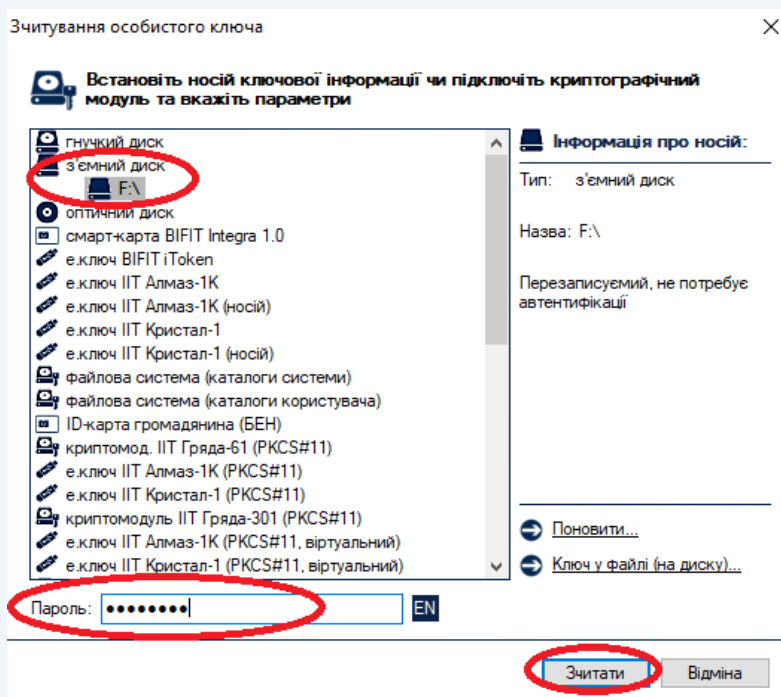 Зчитування особистого ключа
Встановіть носій ключової інформації чи підключіть криптографічний
модуль та вкажіть параметри
гнучкий диск
з'ємний диск
F:\
оптичний диск
смарт-карта BIFIT Integra 1.0
е.ключ BIFIT iToken
е.ключ ІІТ Алмаз-1К
е.ключ ІІТ Алмаз-1К (носій)
е.ключ ІІТ Кристал-1
е.ключ ІІТ Кристал-1 (носій)
файлова система (каталоги системи)
файлова система (каталоги користувача)
ID-карта громадянина (БЕН)
криптомод. ІІТ Гряда-61 (PKCS#11)
е.ключ ІІТ Алмаз-1К (PKCS#11)
е.ключ ІІТ Кристал-1 (PKCS#11)
криптомодуль ІІТ Гряда-301 (PKCS#11)
е.ключ ІІТ Алмаз-1К (PKCS#11, віртуальний)
е.ключ ІІТ Кристал-1 (PKCS#11, віртуальний)
Інформація про носій:
Тип: з'ємний диск
Назва: F:\
Перезаписуємий, не потребує
автентифікації
Поновити...
Ключ у файлі (на диску)...
Пароль: ●●●●●●●● EN
Зчитати Відміна